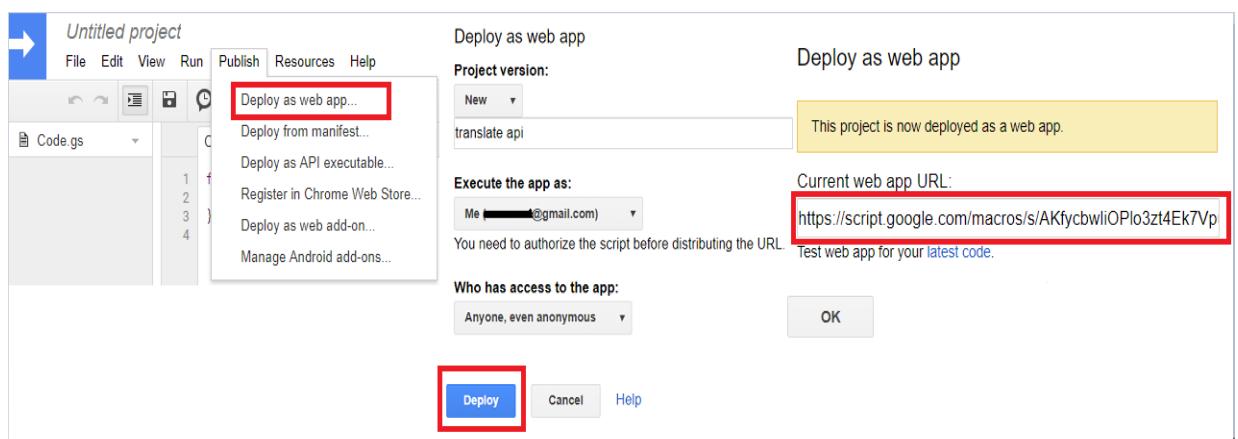 Untitled project
File Edit View Run Publish Resources Help
Code.gs
1
2
3
4
}
Deploy as web app...
Deploy from manifest...
Deploy as API executable...
Register in Chrome Web Store...
Deploy as web add-on...
Manage Android add-ons...
Deploy as web app
Project version:
New
translate api
Execute the app as:
Me ( @gmail.com)
You need to authorize the script before distributing the URL.
Who has access to the app:
Anyone, even anonymous
Deploy Cancel Help
Deploy as web app
This project is now deployed as a web app.
Current web app URL:
https://script.google.com/macros/s/AKfycbwliOPlo3zt4Ek7Vp
Test web app for your latest code.
OK